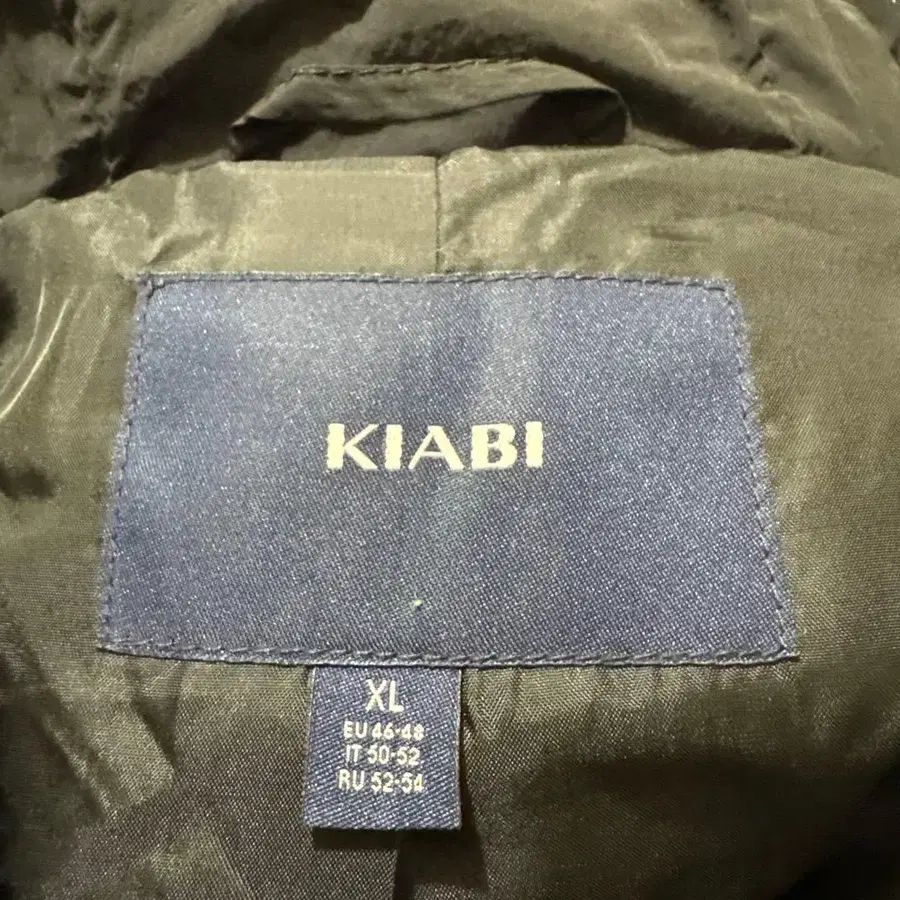 KIABI
XL
EU 46-48
IT 50-52
RU 52-54